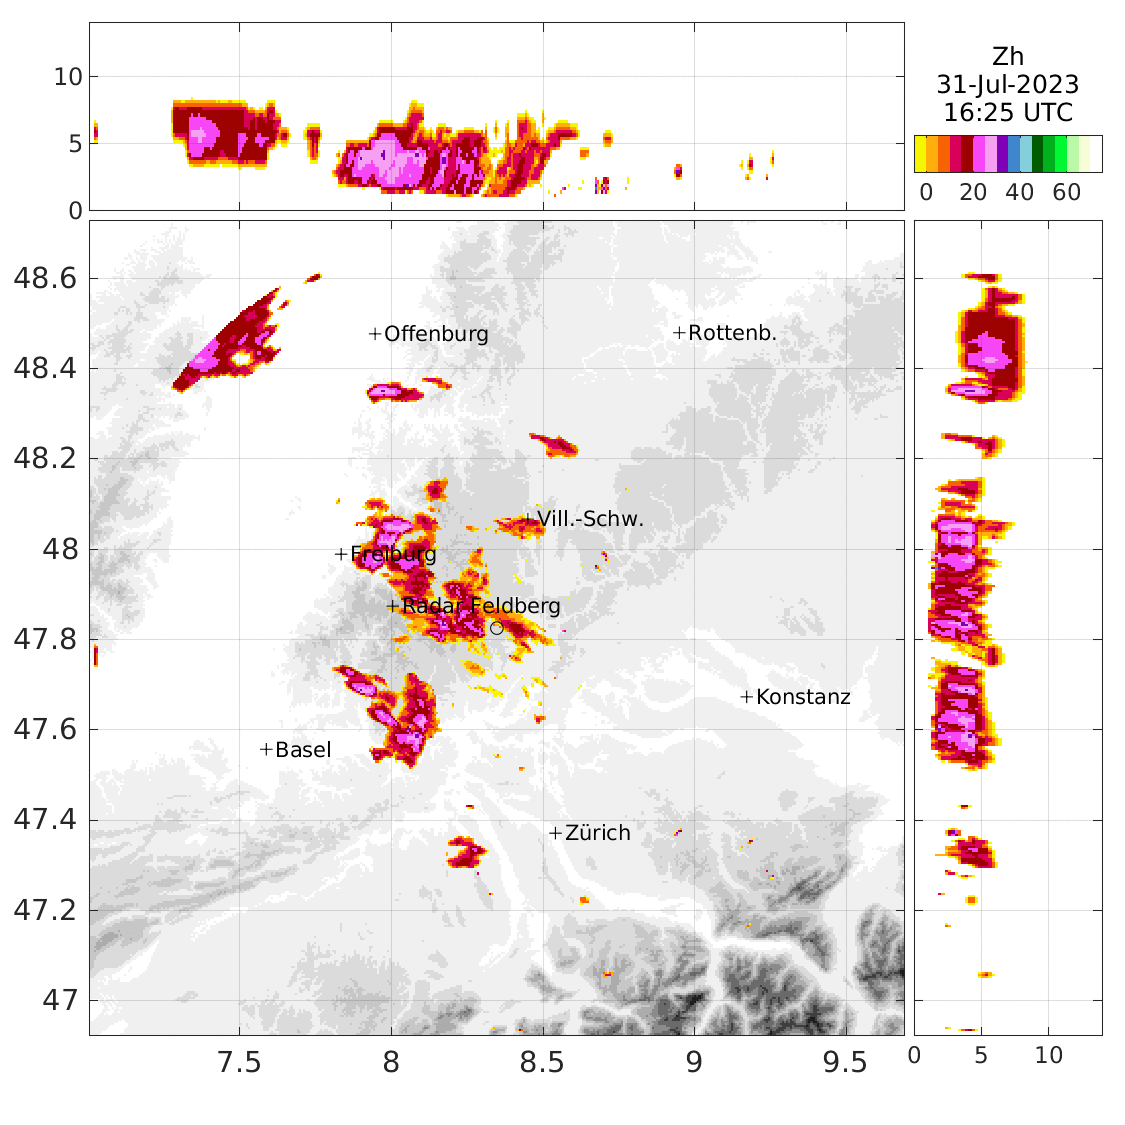 10
5
0
Zh
31-Jul-2023
16:25 UTC
0 20 40 60
48.6
48.4
48.2
48
47.8
47.6
47.4
47.2
47
+Offenburg
+Rottenb.
+Vill.-Schw.
+Freiburg
+Radar Feldberg
+Konstanz
+Basel
+Zürich
7.5 8 8.5 9 9.5
0 5 10